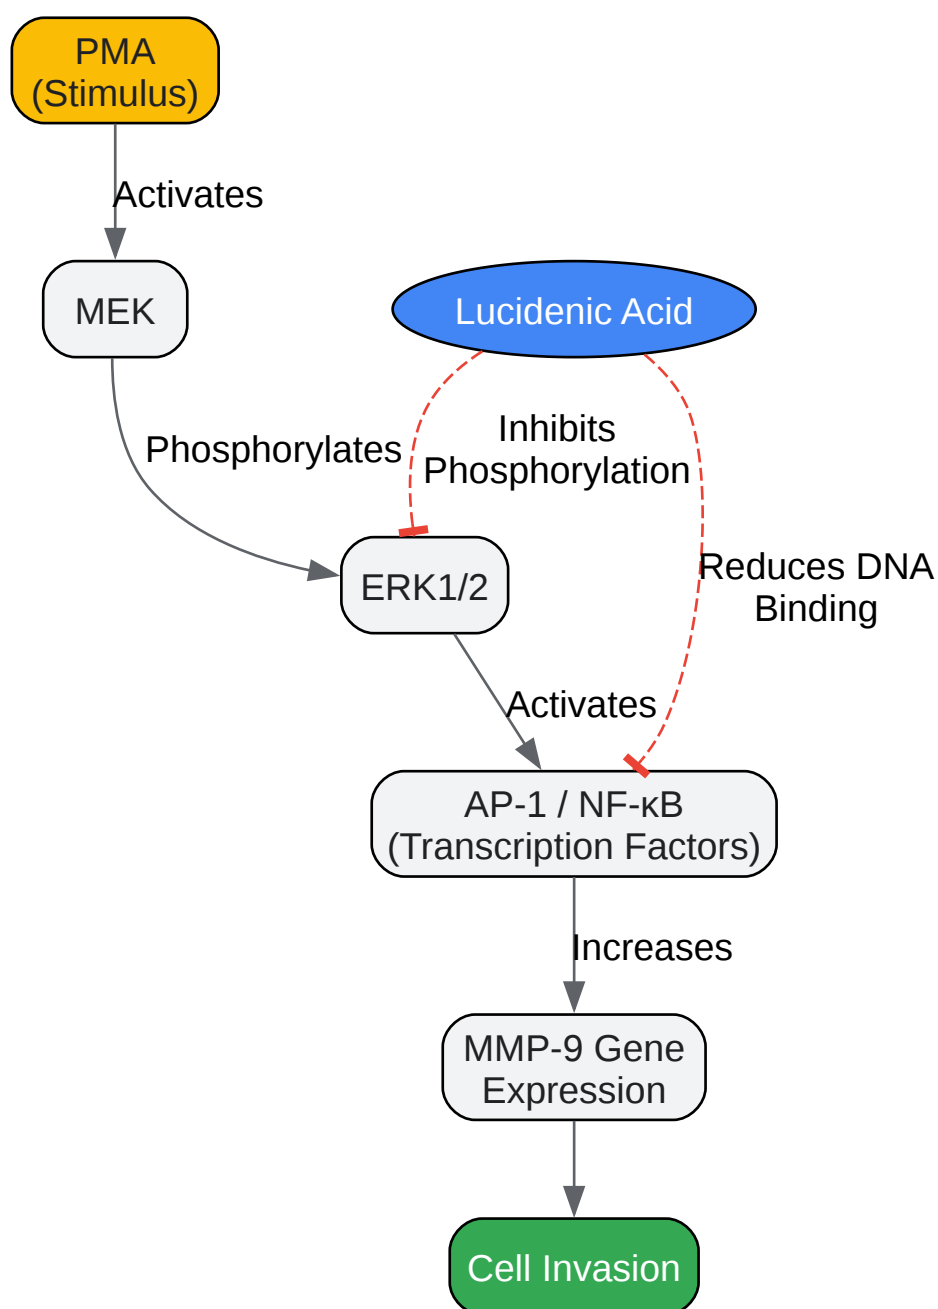 PMA
(Stimulus)
Activates
MEK
Lucidenic Acid
Phosphorylates
Inhibits
Phosphorylation
ERK1/2
Reduces DNA
Binding
Activates
AP-1 / NF-κB
(Transcription Factors)
Increases
MMP-9 Gene
Expression
Cell Invasion